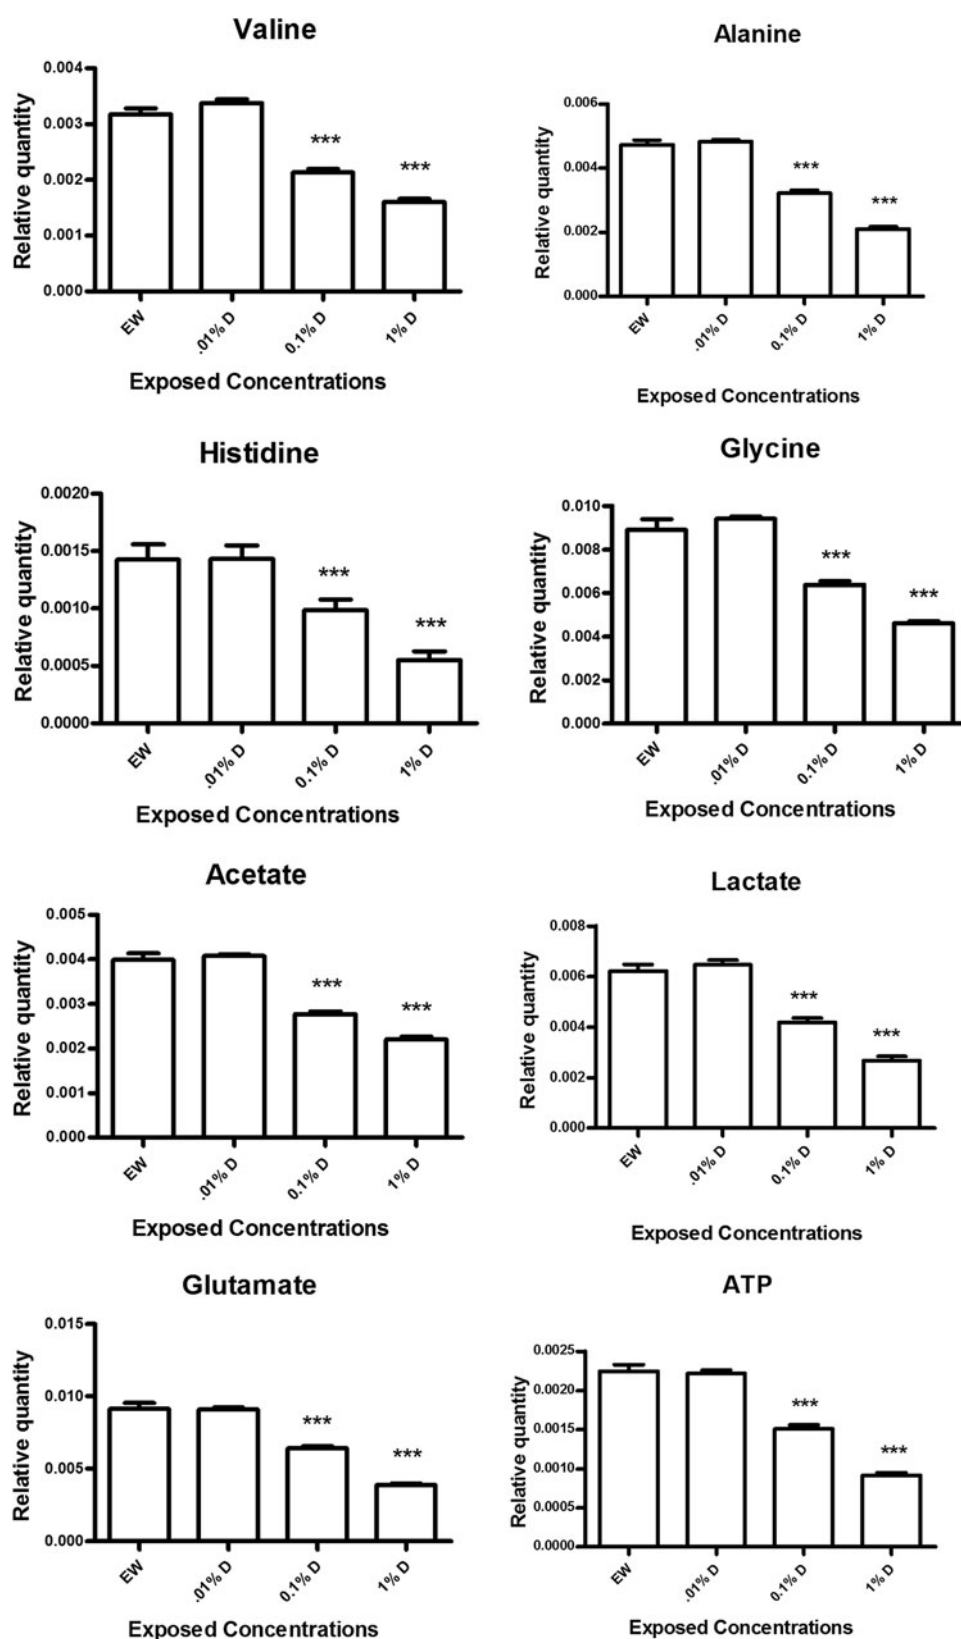 Valine
Relative quantity
0.004
0.003
0.002
0.001
0.000
***
***
EW
.01% D
0.1% D
1% D
Exposed Concentrations
Alanine
Relative quantity
0.006
0.004
0.002
0.000
***
***
EW
.01% D
0.1% D
1% D
Exposed Concentrations
Histidine
Relative quantity
0.0020
0.0015
0.0010
0.0005
0.0000
***
***
EW
.01% D
0.1% D
1% D
Exposed Concentrations
Glycine
Relative quantity
0.010
0.008
0.006
0.004
0.002
0.000
***
***
EW
.01% D
0.1% D
1% D
Exposed Concentrations
Acetate
Relative quantity
0.005
0.004
0.003
0.002
0.001
0.000
***
***
EW
.01% D
0.1% D
1% D
Exposed Concentrations
Lactate
Relative quantity
0.008
0.006
0.004
0.002
0.000
***
***
EW
.01% D
0.1% D
1% D
Exposed Concentrations
Glutamate
Relative quantity
0.015
0.010
0.005
0.000
***
***
EW
.01% D
0.1% D
1% D
Exposed Concentrations
ATP
Relative quantity
0.0025
0.0020
0.0015
0.0010
0.0005
0.0000
***
***
EW
.01% D
0.1% D
1% D
Exposed Concentrations